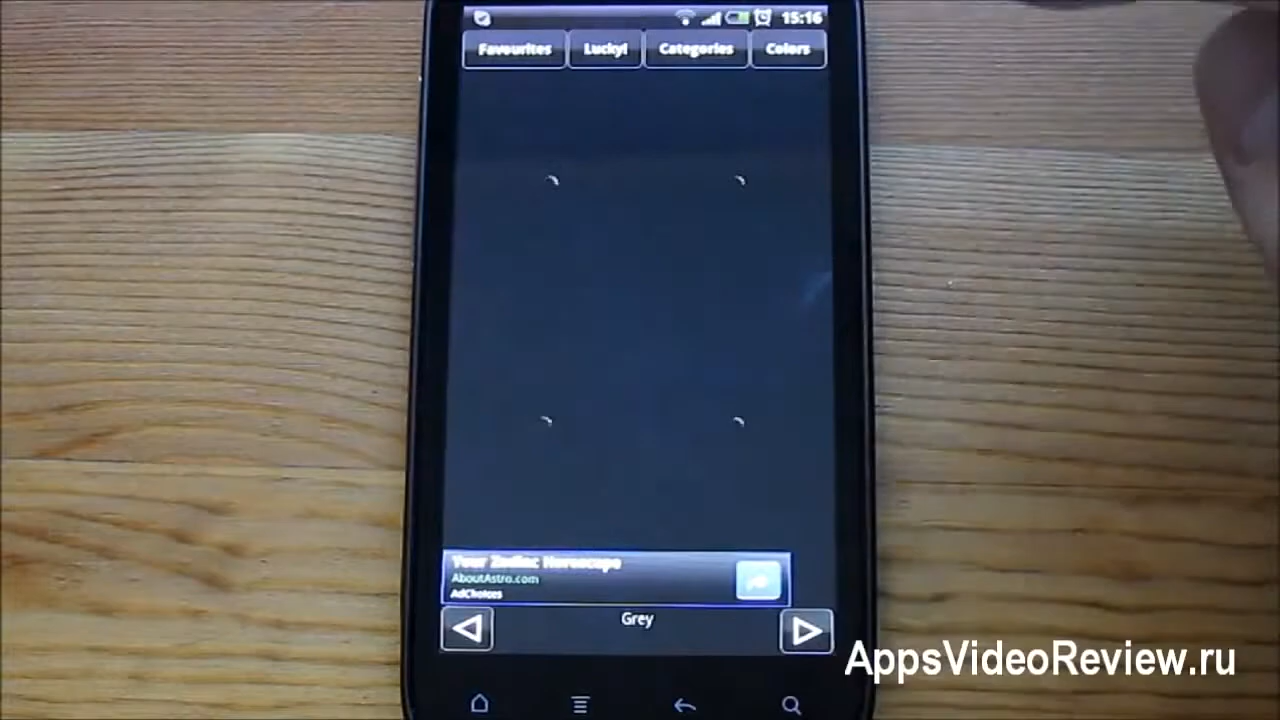 15:16
Favourites Lucky! Categories Colors
Your Zodiac Horoscope
AboutAstro.com
AdChoices
Grey
AppsVideoReview.ru